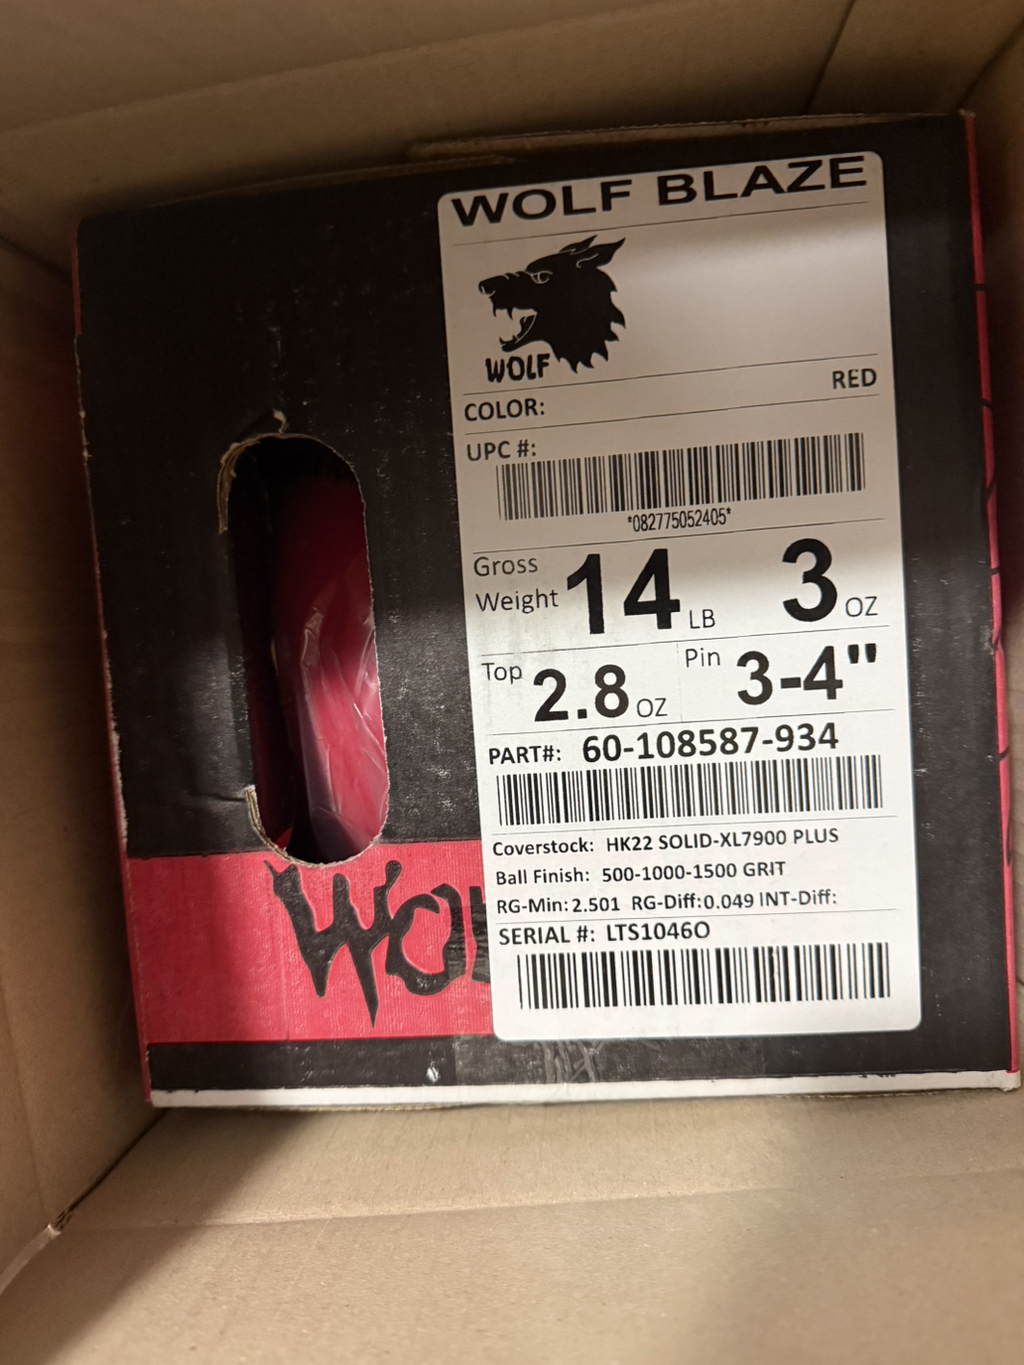 WOLF BLAZE
WOLF
COLOR: RED
UPC #:
*082775052405*
Gross Weight 14 LB 3 OZ
Top 2.8 OZ Pin 3-4"
PART#: 60-108587-934
Coverstock: HK22 SOLID-XL7900 PLUS
Ball Finish: 500-1000-1500 GRIT
RG-Min: 2.501 RG-Diff: 0.049 INT-Diff:
SERIAL #: LTS1046O
WO